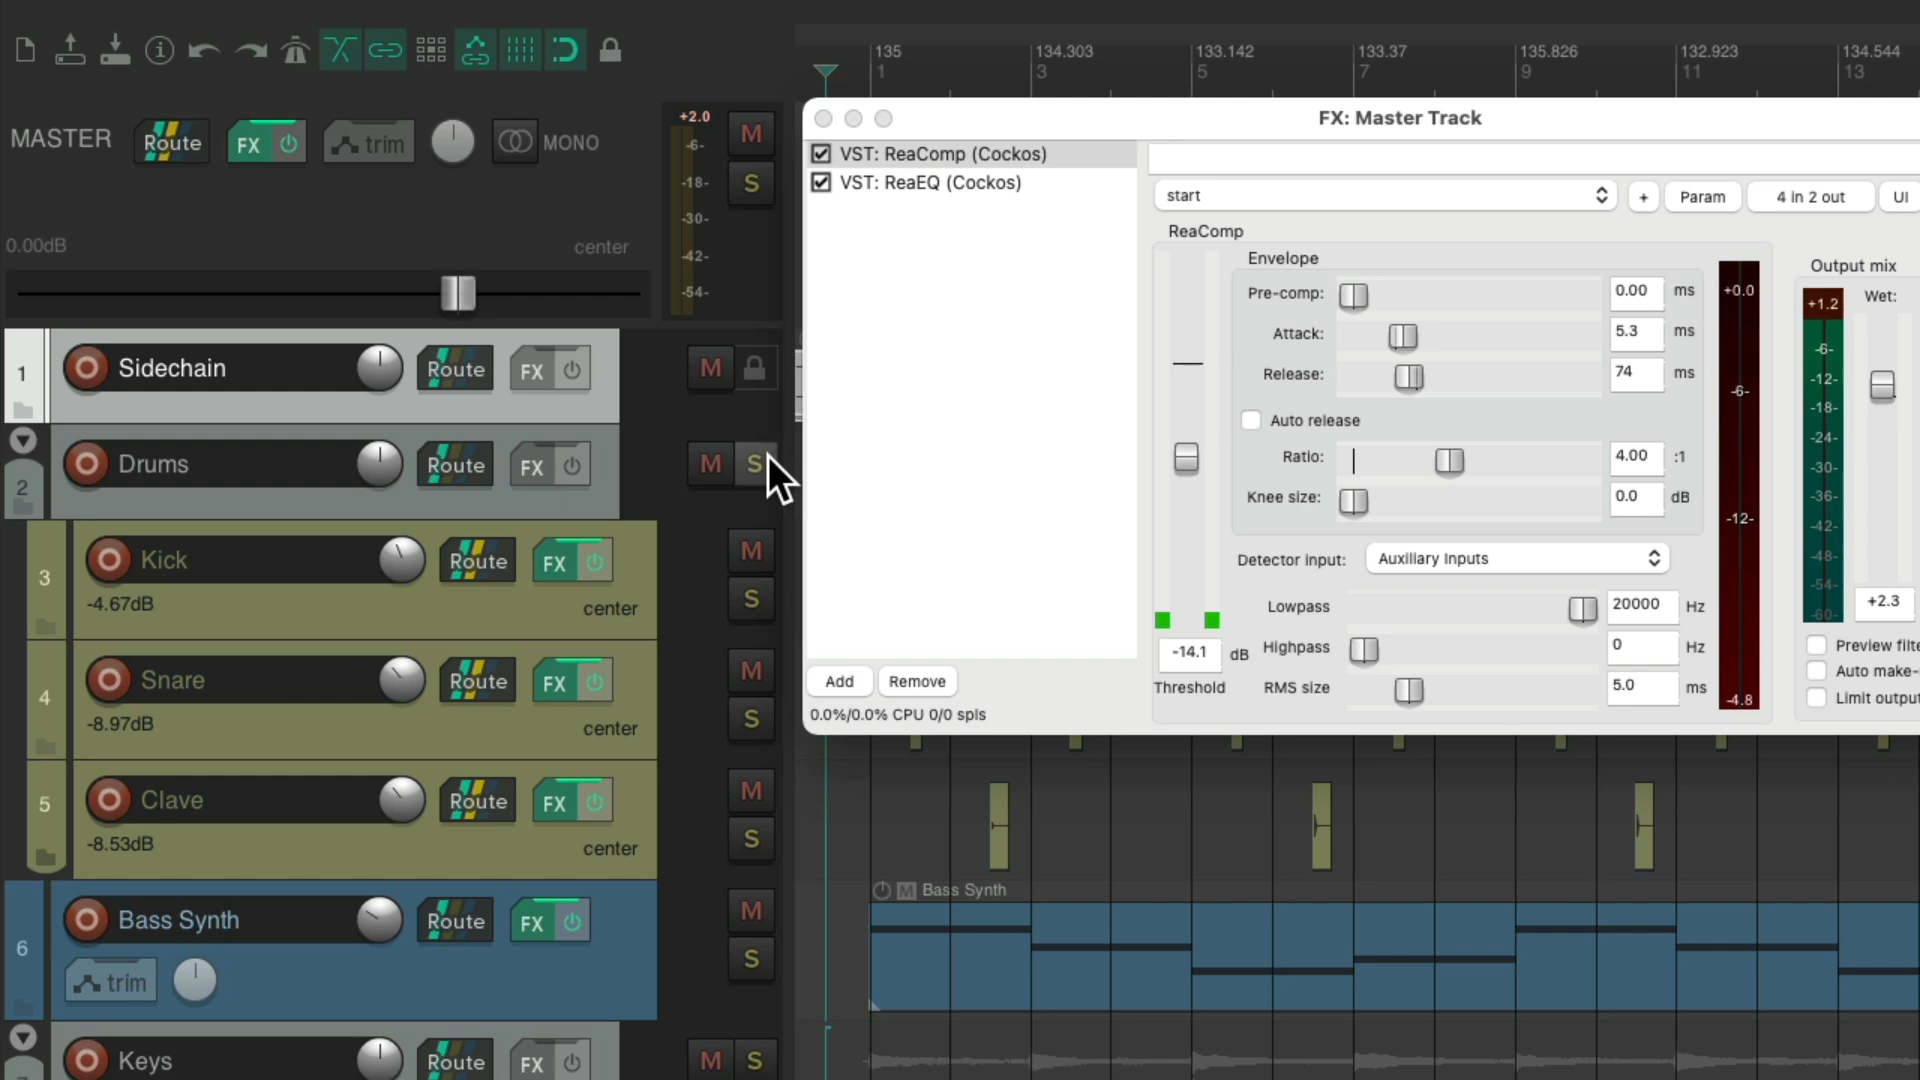 135 134.303 133.142 133.37 135.826 132.923 134.544
1 3 5 7 9 11 13
MASTER Route FX trim MONO
0.00dB center
+2.0
-6-
-18-
-30-
-42-
-54-
M
S
1 Sidechain Route FX M
2 Drums Route FX M S
3 Kick Route FX M
-4.67dB center S
4 Snare Route FX M
-8.97dB center S
5 Clave Route FX M
-8.53dB center S
6 Bass Synth Route FX M
trim S
Keys Route FX M S
FX: Master Track
VST: ReaComp (Cockos)
VST: ReaEQ (Cockos)
Add Remove
0.0%/0.0% CPU 0/0 spls
start + Param 4 in 2 out UI
ReaComp
Envelope
Pre-comp: 0.00 ms
Attack: 5.3 ms
Release: 74 ms
Auto release
Ratio: 4.00 :1
Knee size: 0.0 dB
Detector input: Auxiliary Inputs
Lowpass 20000 Hz
Highpass 0 Hz
RMS size 5.0 ms
-14.1 dB
Threshold
+0.0
-6-
-12-
-4.8
Output mix
Wet:
+1.2
-6-
-12-
-18-
-24-
-30-
-36-
-42-
-48-
-54-
-60-
+2.3
Preview filte
Auto make-
Limit output
M Bass Synth